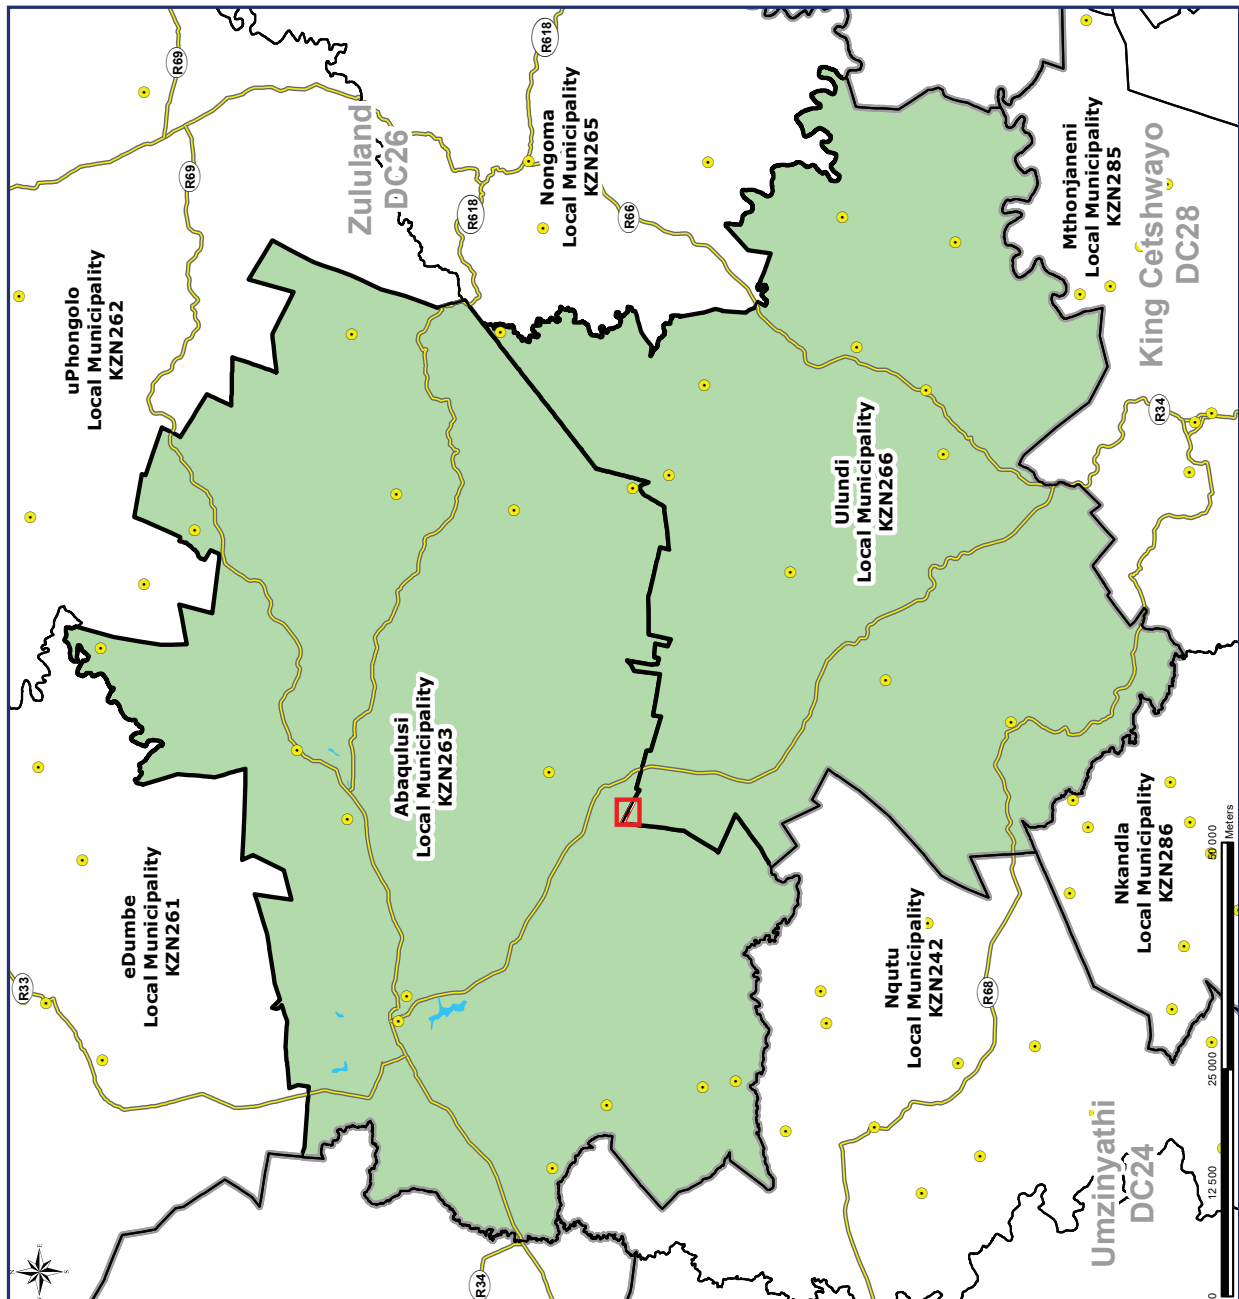 R69
R618
uPhongolo
Local Municipality
KZN262
R69
Zululand
DC26
Nongoma
Local Municipality
KZN265
R618
R66
Mthonjaneni
Local Municipality
KZN285
King Cetshwayo
DC28
R34
Ulundi
Local Municipality
KZN266
Abaqulusi
Local Municipality
KZN263
eDumbe
Local Municipality
KZN261
R33
Nqutu
Local Municipality
KZN242
R68
Nkandla
Local Municipality
KZN286
Umzinyathi
DC24
R34
N
E
S
0
12 500
25 000
50 000
Meters